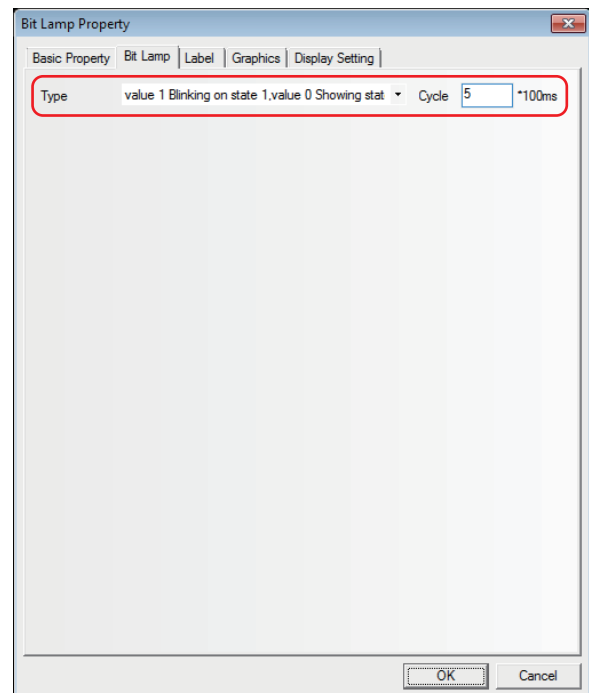 Bit Lamp Property
Basic Property Bit Lamp Label Graphics Display Setting
Type value 1 Blinking on state 1,value 0 Showing stat Cycle 5 *100ms
OK Cancel